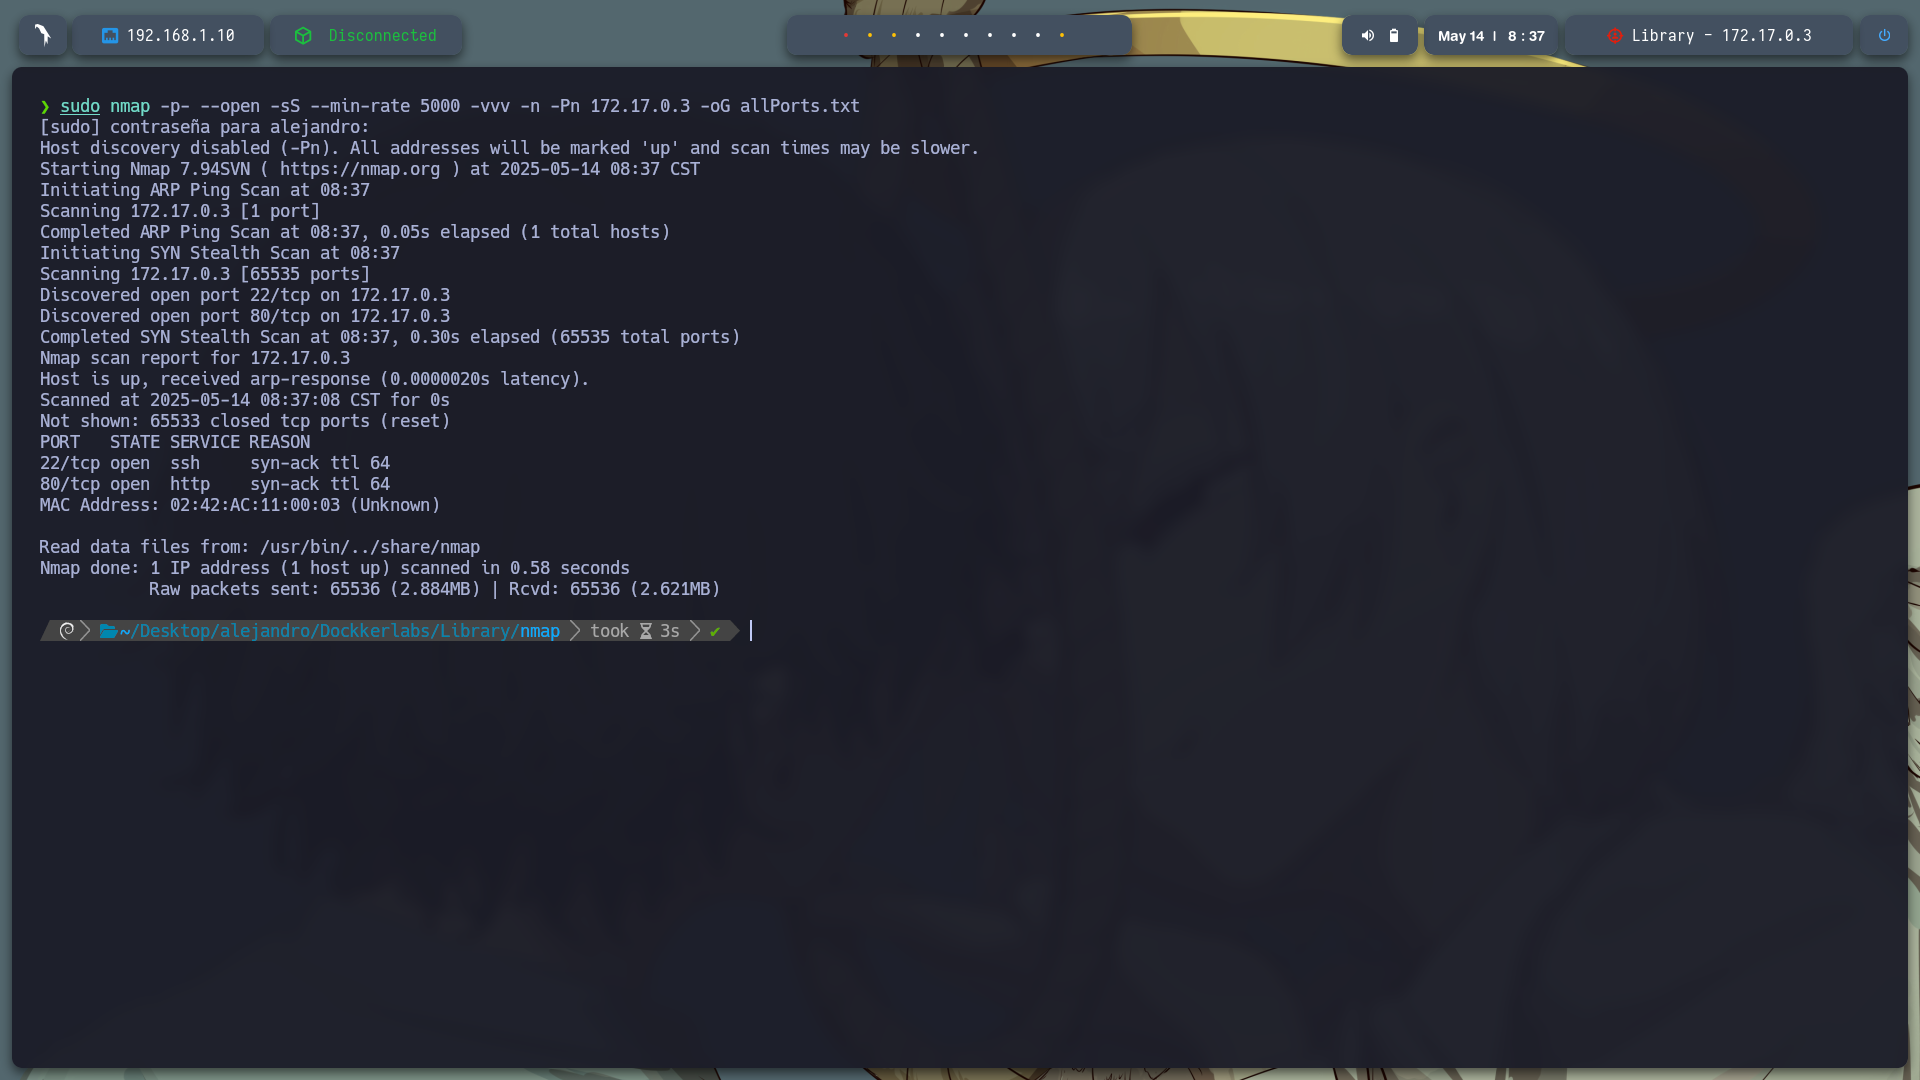 192.168.1.10
Disconnected
May 14 | 8 : 37
Library - 172.17.0.3
❯ sudo nmap -p- --open -sS --min-rate 5000 -vvv -n -Pn 172.17.0.3 -oG allPorts.txt
[sudo] contraseña para alejandro:
Host discovery disabled (-Pn). All addresses will be marked 'up' and scan times may be slower.
Starting Nmap 7.94SVN ( https://nmap.org ) at 2025-05-14 08:37 CST
Initiating ARP Ping Scan at 08:37
Scanning 172.17.0.3 [1 port]
Completed ARP Ping Scan at 08:37, 0.05s elapsed (1 total hosts)
Initiating SYN Stealth Scan at 08:37
Scanning 172.17.0.3 [65535 ports]
Discovered open port 22/tcp on 172.17.0.3
Discovered open port 80/tcp on 172.17.0.3
Completed SYN Stealth Scan at 08:37, 0.30s elapsed (65535 total ports)
Nmap scan report for 172.17.0.3
Host is up, received arp-response (0.0000020s latency).
Scanned at 2025-05-14 08:37:08 CST for 0s
Not shown: 65533 closed tcp ports (reset)
PORT   STATE SERVICE REASON
22/tcp open  ssh     syn-ack ttl 64
80/tcp open  http    syn-ack ttl 64
MAC Address: 02:42:AC:11:00:03 (Unknown)
Read data files from: /usr/bin/../share/nmap
Nmap done: 1 IP address (1 host up) scanned in 0.58 seconds
           Raw packets sent: 65536 (2.884MB) | Rcvd: 65536 (2.621MB)
~/Desktop/alejandro/Dockkerlabs/Library/nmap took 3s ✔